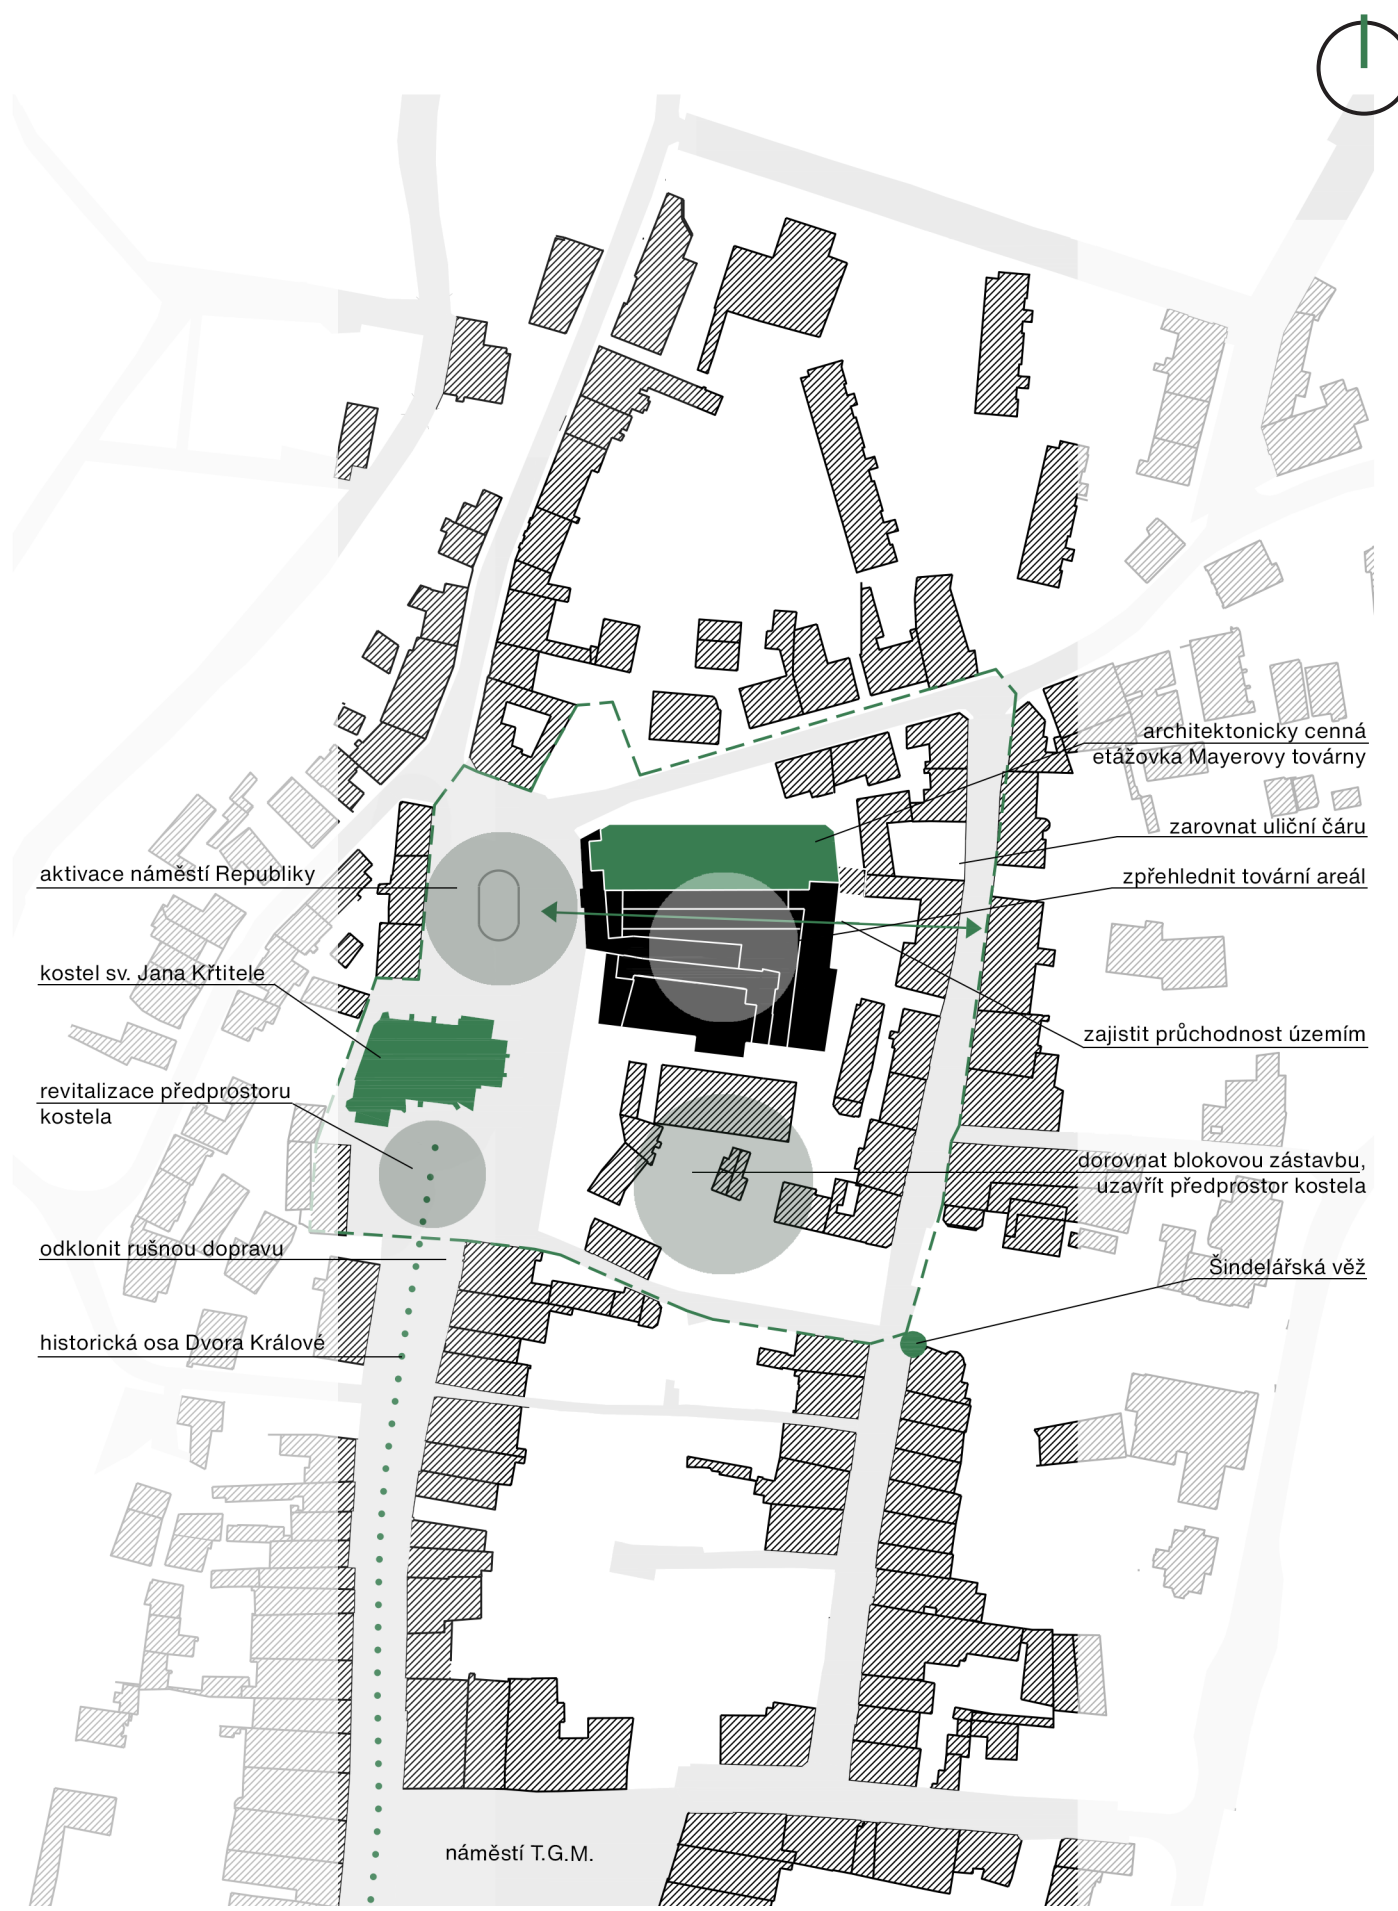 architektonicky cenná
etážovka Mayerovy továrny
zarovnat uliční čáru
aktivace náměstí Republiky
zpřehlednit tovární areál
kostel sv. Jana Křtitele
zajistit průchodnost územím
revitalizace předprostoru
kostela
dorovnat blokovou zástavbu,
uzavřít předprostor kostela
odklonit rušnou dopravu
Šindelářská věž
historická osa Dvora Králové
náměstí T.G.M.